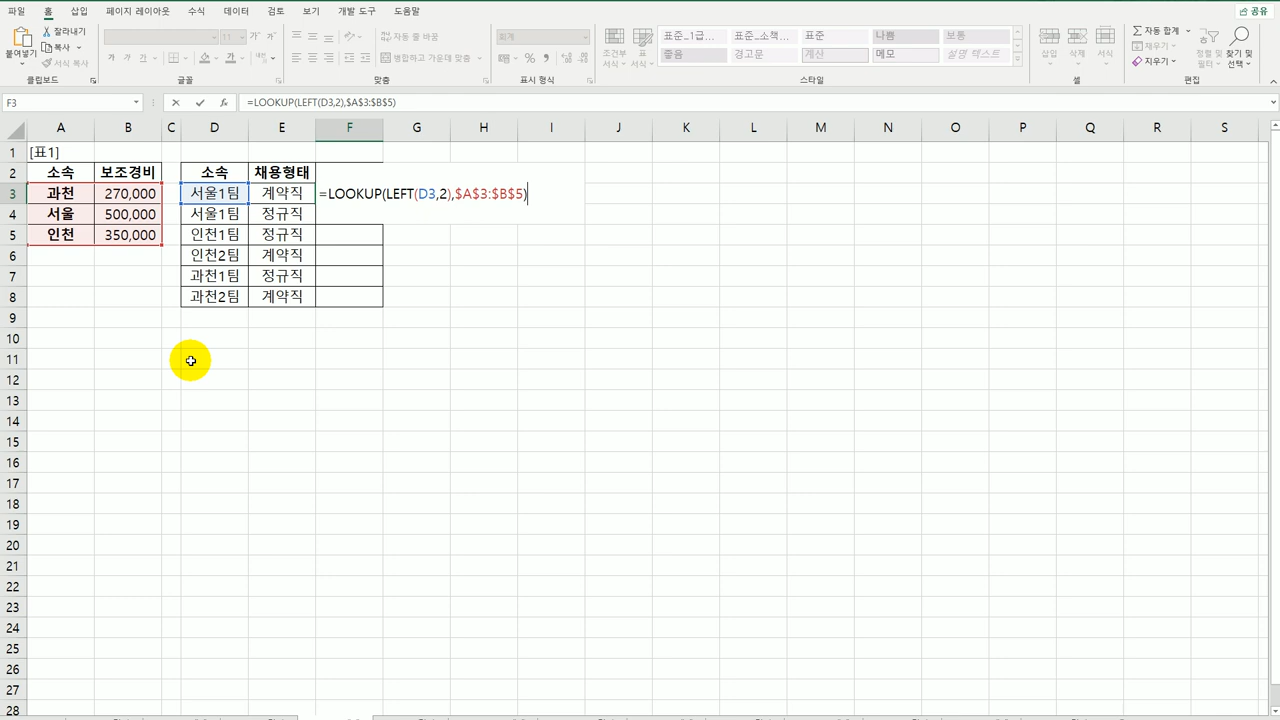 파일 홈 삽입 페이지 레이아웃 수식 데이터 검토 보기 개발 도구 도움말 공유
붙여넣기 잘라내기 복사 서식 복사
11 가 가 가 가 가 자동 줄 바꿈 병합하고 가운데 맞춤
회계 % 조건부 서식 표 서식
표준_1급... 표준_소책... 표준 나쁨 보통
좋음 경고문 계산 메모 설명 텍스트
삽입 삭제 서식 자동 합계 채우기 지우기 정렬 및 필터 찾기 및 선택
클립보드 글꼴 맞춤 표시 형식 스타일 셀 편집
F3 fx =LOOKUP(LEFT(D3,2),$A$3:$B$5)
A B C D E F G H I J K L M N O P Q R S
1 [표1]
2 소속 보조경비 소속 채용형태
3 과천 270,000 서울1팀 계약직 =LOOKUP(LEFT(D3,2),$A$3:$B$5)
4 서울 500,000 서울1팀 정규직
5 인천 350,000 인천1팀 정규직
6 인천2팀 계약직
7 과천1팀 정규직
8 과천2팀 계약직
9
10
11
12
13
14
15
16
17
18
19
20
21
22
23
24
25
26
27
28